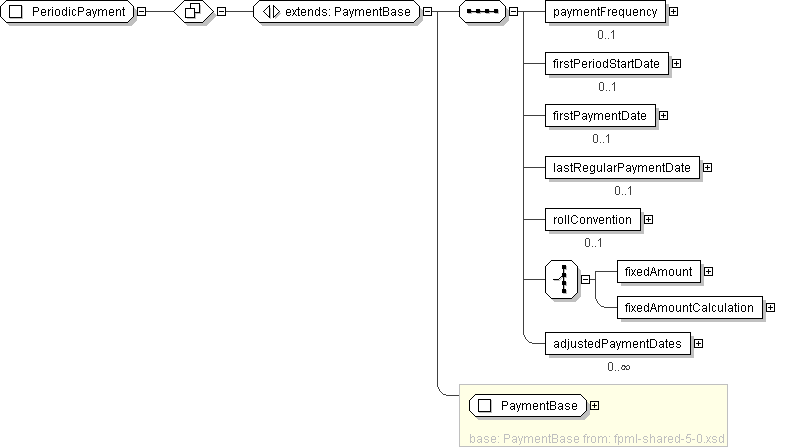 PeriodicPayment
extends: PaymentBase
paymentFrequency
0..1
firstPeriodStartDate
0..1
firstPaymentDate
0..1
lastRegularPaymentDate
0..1
rollConvention
0..1
fixedAmount
fixedAmountCalculation
adjustedPaymentDates
0..∞
PaymentBase
base: PaymentBase from: fpml-shared-5-0.xsd